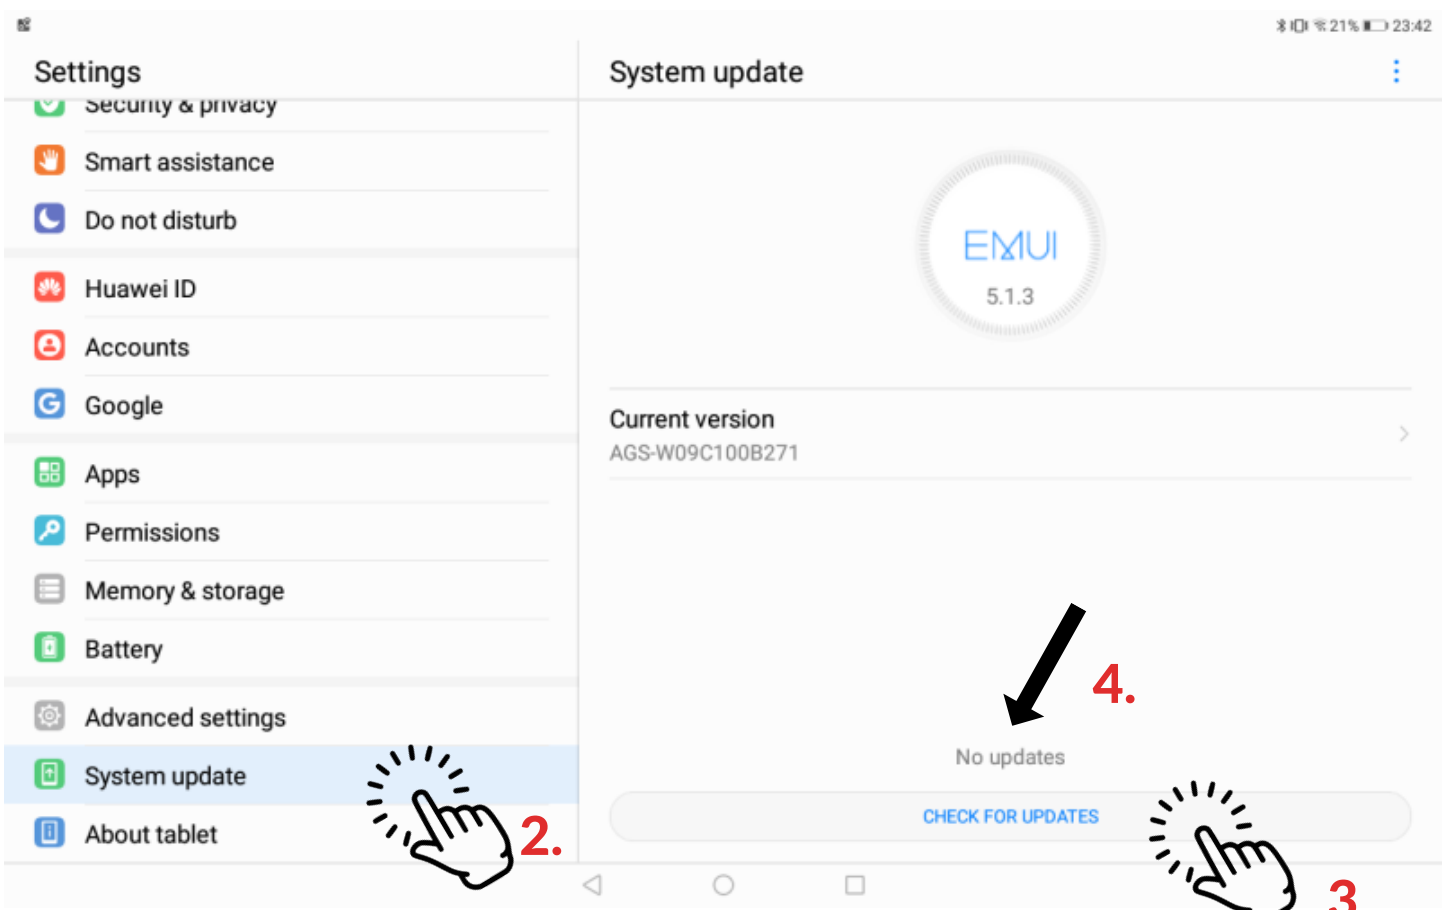 21% 23:42
Settings
Security & privacy
Smart assistance
Do not disturb
Huawei ID
Accounts
Google
Apps
Permissions
Memory & storage
Battery
Advanced settings
System update
About tablet
2.
System update
EMUI
5.1.3
Current version
AGS-W09C100B271
4.
No updates
CHECK FOR UPDATES
3